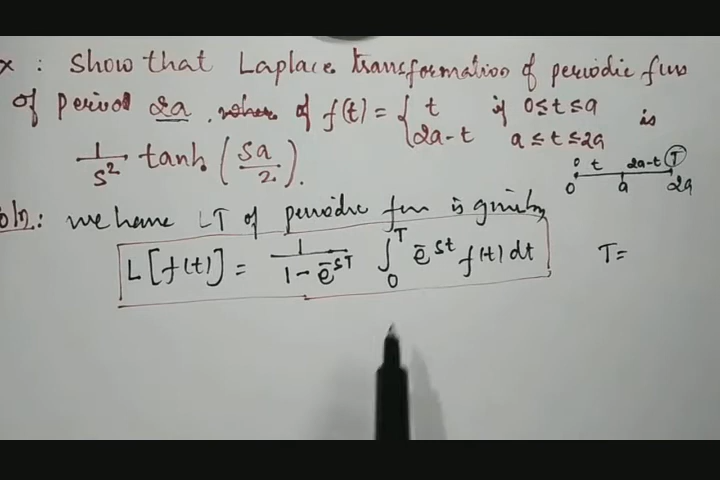 x : Show that Laplace transformation of periodic fun
of period 2a of f(t) = { t if 0≤t≤a is
2a-t a≤t≤2a
1/s² tanh (sa/2).
t 2a-t T
0 a 2a
Soln: we have LT of periodic fun is given by
L[f(t)] = 1/(1-e^-sT) ∫₀^T e^-st f(t) dt T=